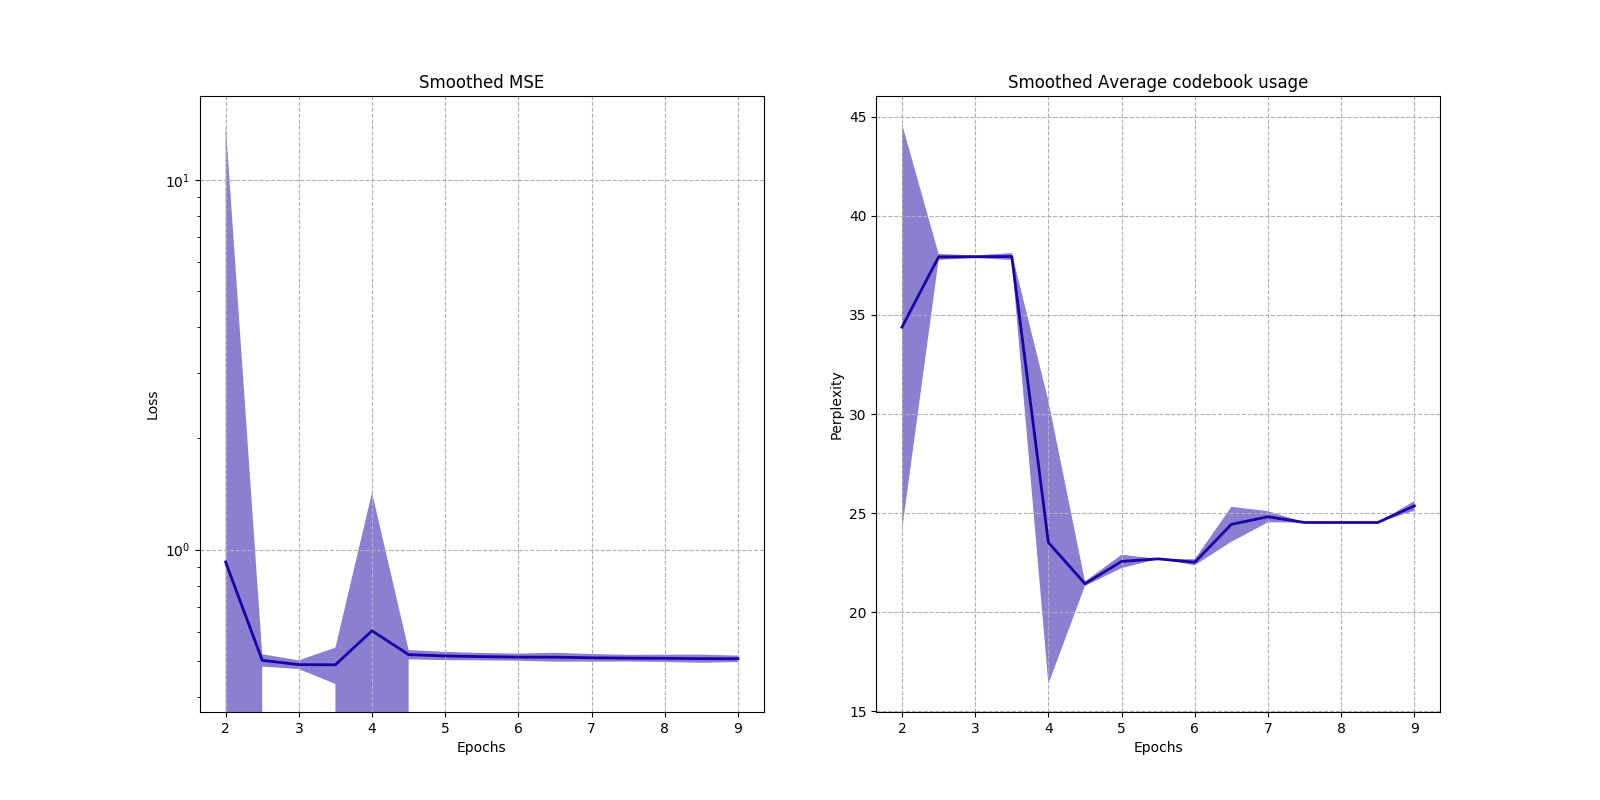 Smoothed MSE
Loss
10¹
10⁰
2 3 4 5 6 7 8 9
Epochs
Smoothed Average codebook usage
Perplexity
45
40
35
30
25
20
15
2 3 4 5 6 7 8 9
Epochs